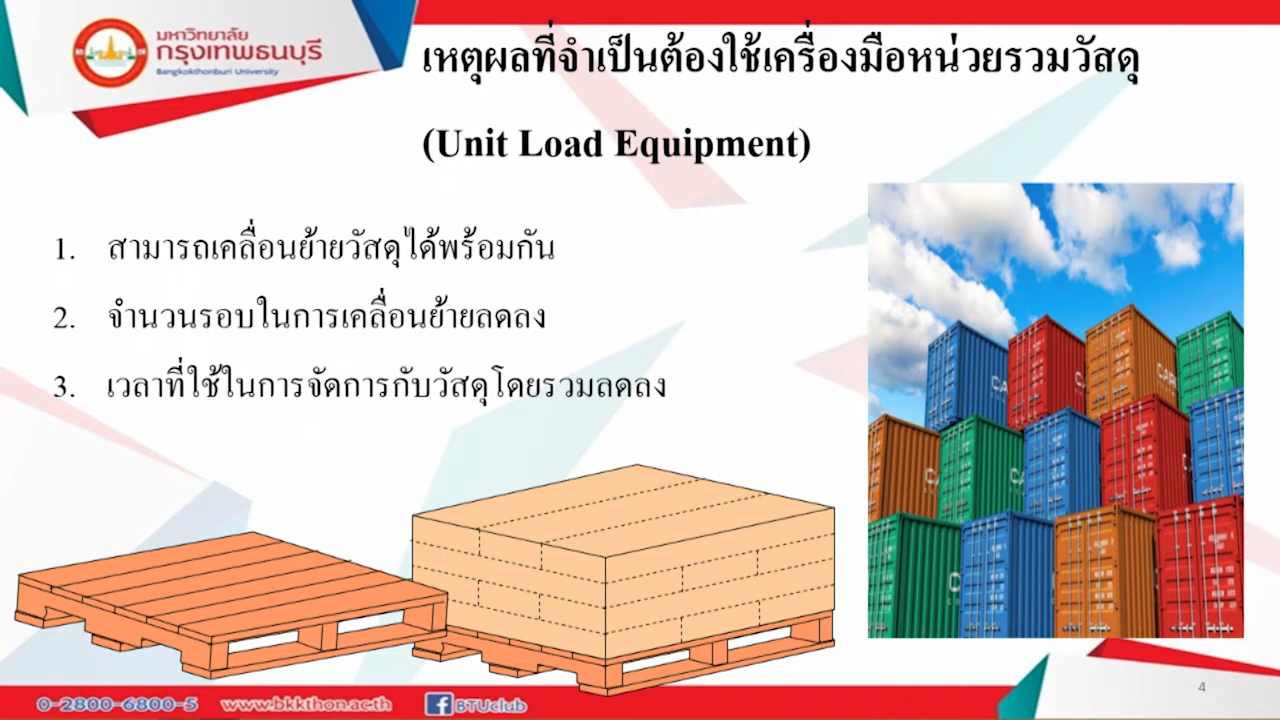 มหาวิทยาลัย
กรุงเทพธนบุรี
Bangkokthonburi University
เหตุผลที่จำเป็นต้องใช้เครื่องมือหน่วยรวมวัสดุ
(Unit Load Equipment)
1. สามารถเคลื่อนย้ายวัสดุได้พร้อมกัน
2. จำนวนรอบในการเคลื่อนย้ายลดลง
3. เวลาที่ใช้ในการจัดการกับวัสดุโดยรวมลดลง
0-2800-6800-5 www.bkkthon.ac.th BTUclub
4